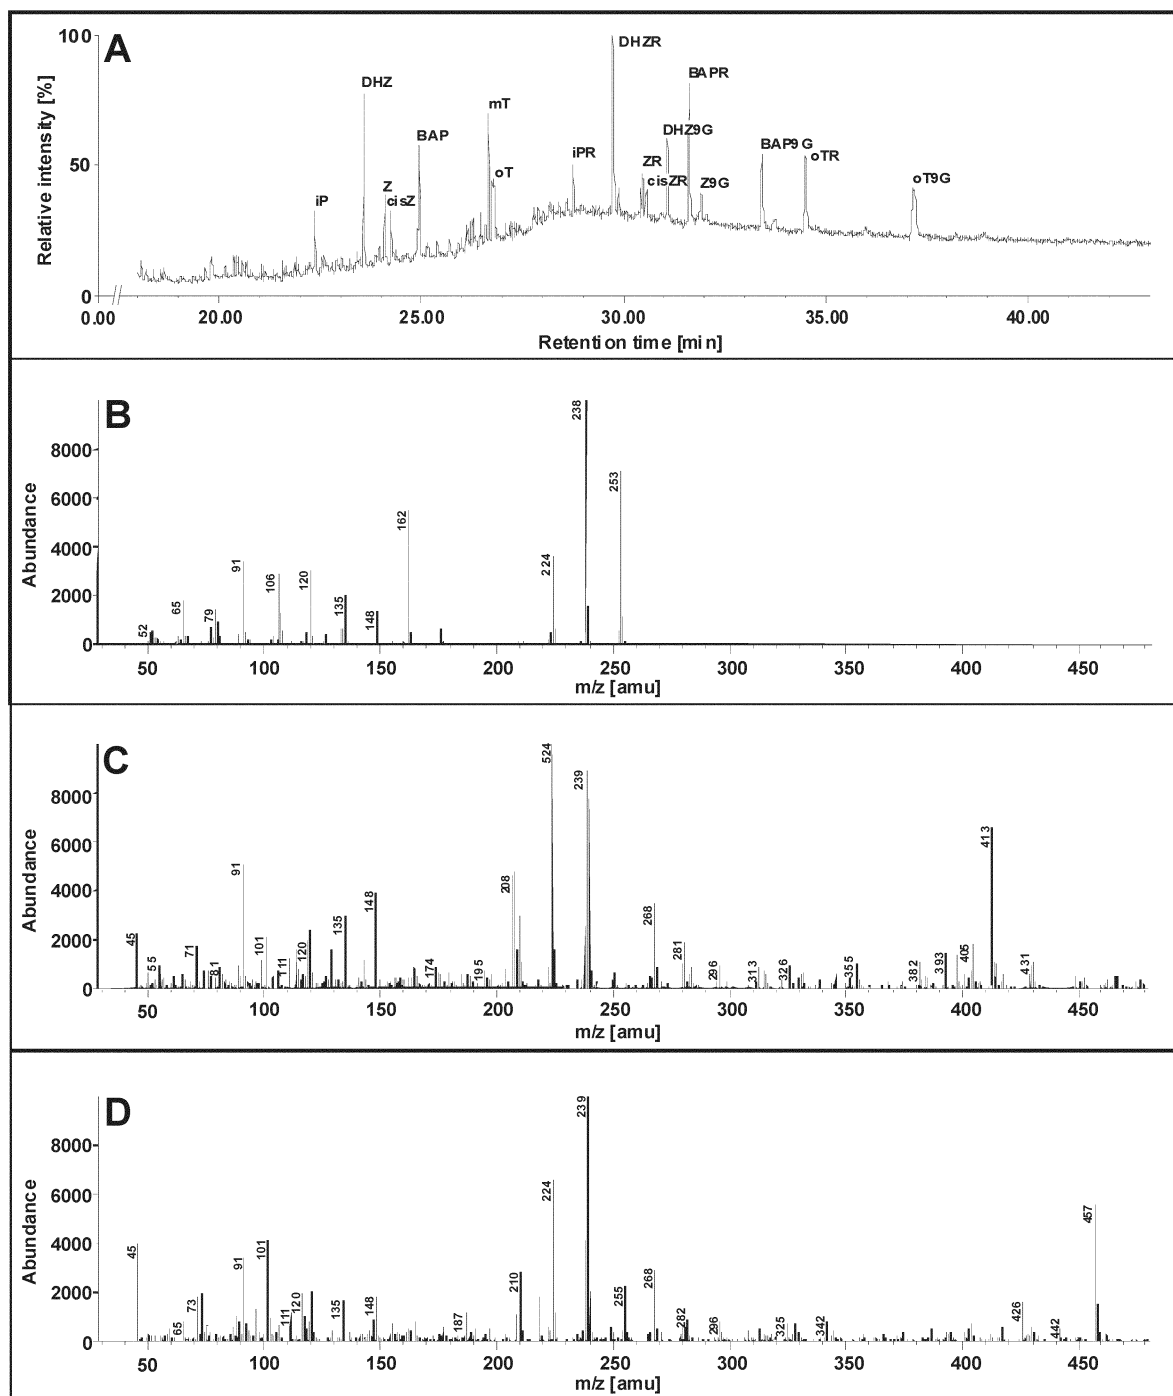 A
100
50
0
Relative intensity [%]
iP
DHZ
Z
cisZ
BAP
mT
oT
iPR
DHZR
ZR
cisZR
DHZ9G
BAPR
Z9G
BAP9G
oTR
oT9G
0.00 20.00 25.00 30.00 35.00 40.00
Retention time [min]
B
8000
6000
4000
2000
0
Abundance
52 65 79 91 106 120 135 148 162 224 238 253
50 100 150 200 250 300 350 400 450
m/z [amu]
C
8000
6000
4000
2000
0
Abundance
45 55 71 81 91 101 111 120 135 148 174 195 208 524 239 268 281 296 313 326 355 382 393 405 413 431
50 100 150 200 250 300 350 400 450
m/z [amu]
D
8000
6000
4000
2000
0
Abundance
45 65 73 91 101 111 120 135 148 187 210 224 239 255 268 282 296 325 342 426 442 457
50 100 150 200 250 300 350 400 450
m/z [amu]